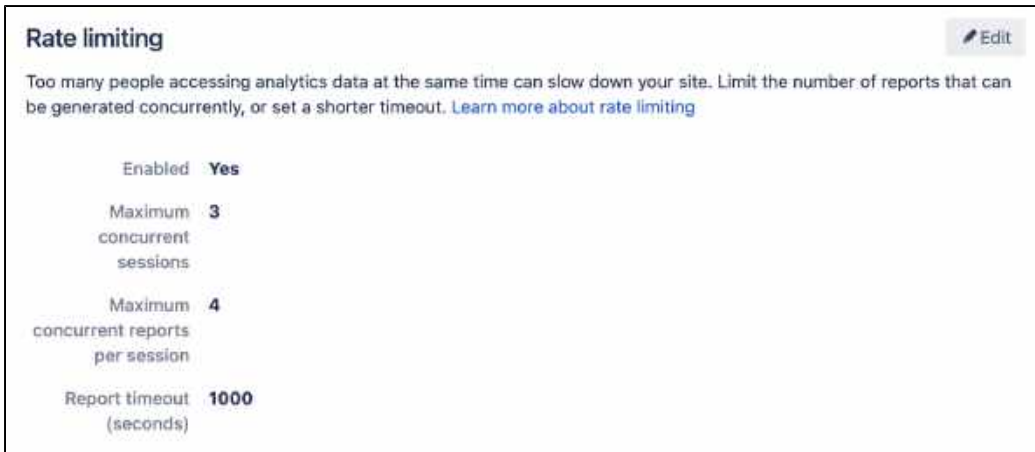 Rate limiting
Edit
Too many people accessing analytics data at the same time can slow down your site. Limit the number of reports that can
be generated concurrently, or set a shorter timeout. Learn more about rate limiting
Enabled Yes
Maximum 3
concurrent
sessions
Maximum 4
concurrent reports
per session
Report timeout 1000
(seconds)